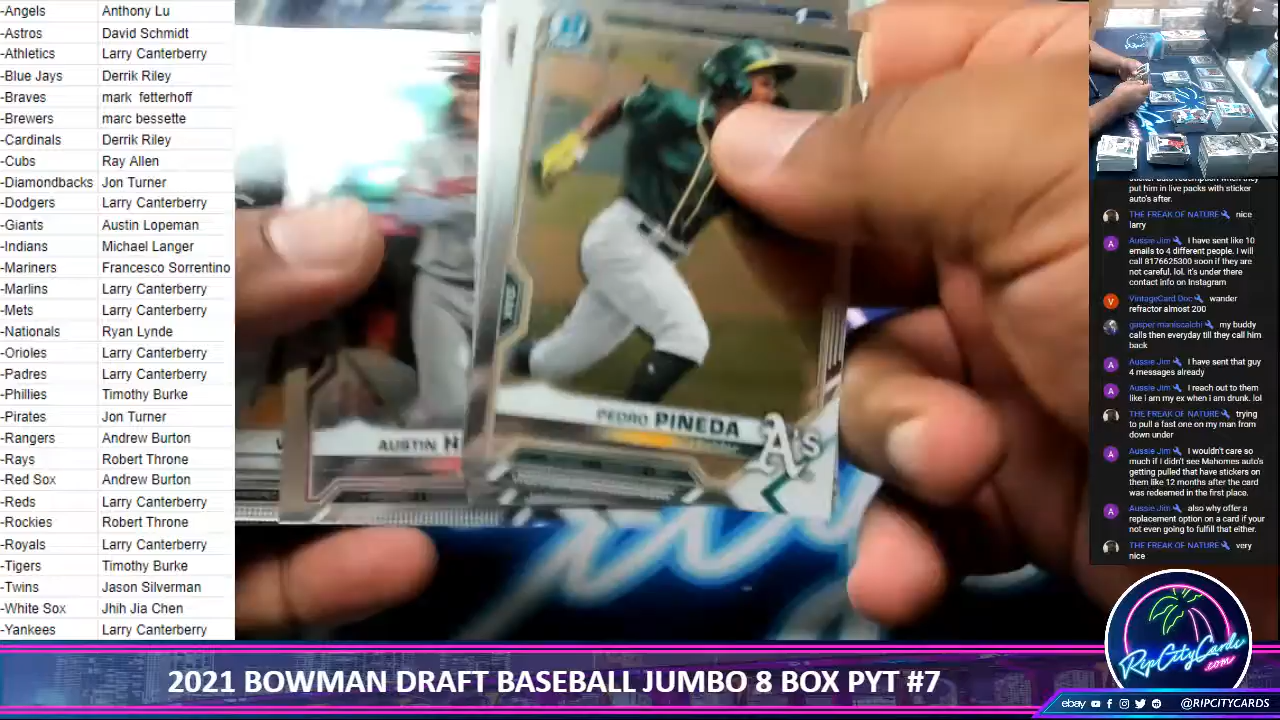 -Angels Anthony Lu
-Astros David Schmidt
-Athletics Larry Canterberry
-Blue Jays Derrik Riley
-Braves mark fetterhoff
-Brewers marc bessette
-Cardinals Derrik Riley
-Cubs Ray Allen
-Diamondbacks Jon Turner
-Dodgers Larry Canterberry
-Giants Austin Lopeman
-Indians Michael Langer
-Mariners Francesco Sorrentino
-Marlins Larry Canterberry
-Mets Larry Canterberry
-Nationals Ryan Lynde
-Orioles Larry Canterberry
-Padres Larry Canterberry
-Phillies Timothy Burke
-Pirates Jon Turner
-Rangers Andrew Burton
-Rays Robert Throne
-Red Sox Andrew Burton
-Reds Larry Canterberry
-Rockies Robert Throne
-Royals Larry Canterberry
-Tigers Timothy Burke
-Twins Jason Silverman
-White Sox Jhih Jia Chen
-Yankees Larry Canterberry
AUSTIN
PEDRO PINEDA
A's
put him in live packs with sticker
auto's after.
THE FREAK OF NATURE nice
larry
Aussie Jim I have sent like 10
emails to 4 different people. I will
call 8176625300 soon if they are
not careful. lol. it's under there
contact info on Instagram
VintageCard Doc wander
refractor almost 200
gasper maniscalchi my buddy
calls then everyday till they call him
back
Aussie Jim I have sent that guy
4 messages already
Aussie Jim I reach out to them
like i am my ex when I am drunk. lol
THE FREAK OF NATURE trying
to pull a fast one on my man from
down under
Aussie Jim I wouldn't care so
much if I didn't see Mahomes auto's
getting pulled that have stickers on
them like 12 months after the card
was redeemed in the first place.
Aussie Jim also why offer a
replacement option on a card if your
not even going to fulfill that either.
THE FREAK OF NATURE very
nice
RipCityCards
.com
2021 BOWMAN DRAFT BASEBALL JUMBO 8 BOX PYT #7
ebay @RIPCITYCARDS